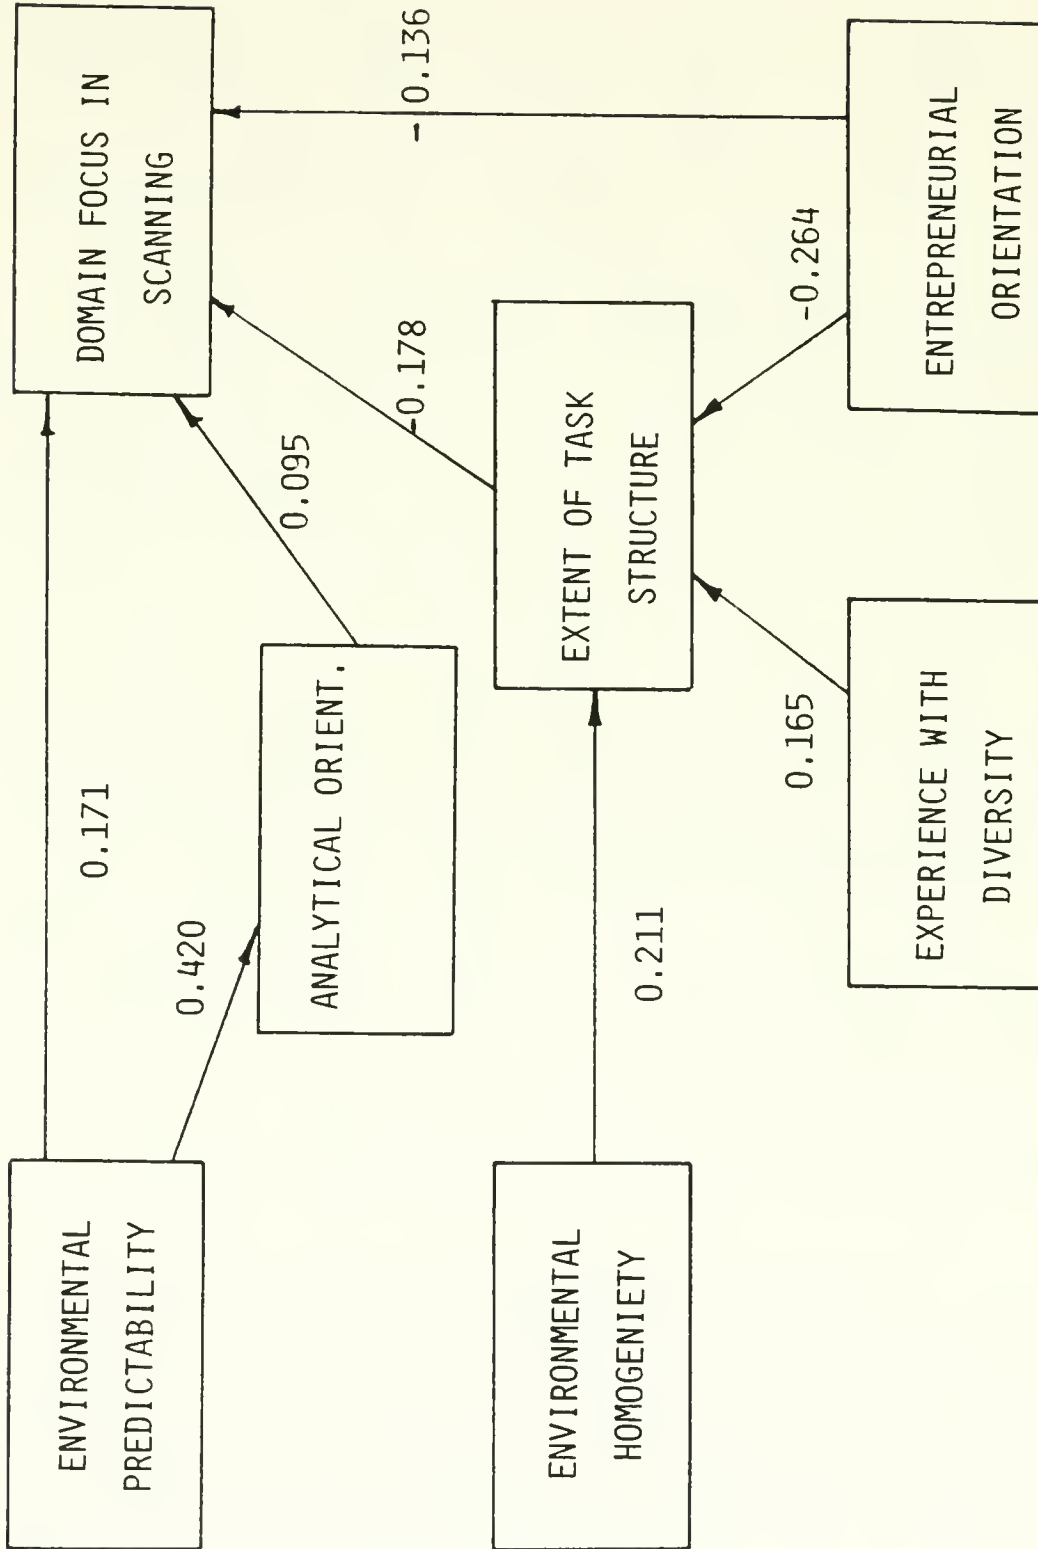 ENVIRONMENTAL
PREDICTABILITY
0.171
DOMAIN FOCUS IN
SCANNING
0.420
ANALYTICAL ORIENT.
0.095
-0.178
- 0.136
ENVIRONMENTAL
HOMOGENIETY
0.211
EXTENT OF TASK
STRUCTURE
0.165
-0.264
EXPERIENCE WITH
DIVERSITY
ENTREPRENEURIAL
ORIENTATION